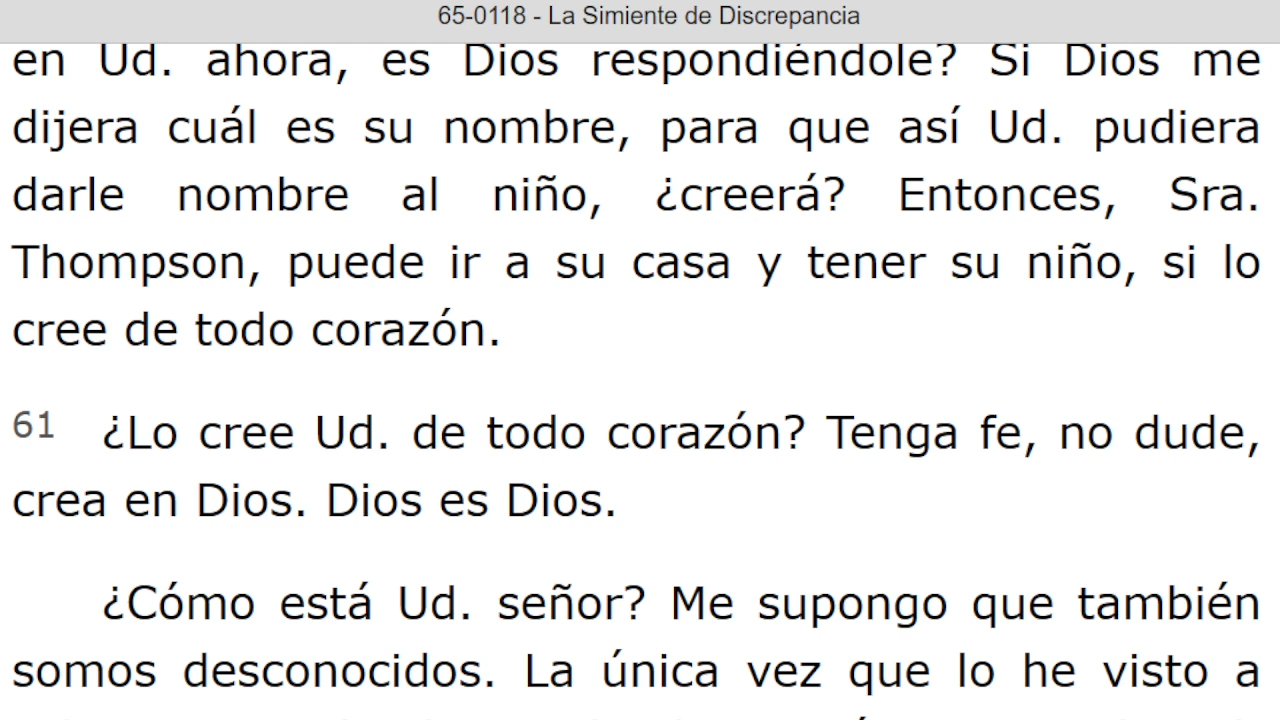 65-0118 - La Simiente de Discrepancia
en Ud. ahora, es Dios respondiéndole? Si Dios me
dijera cuál es su nombre, para que así Ud. pudiera
darle nombre al niño, ¿creerá? Entonces, Sra.
Thompson, puede ir a su casa y tener su niño, si lo
cree de todo corazón.
61 ¿Lo cree Ud. de todo corazón? Tenga fe, no dude,
crea en Dios. Dios es Dios.
¿Cómo está Ud. señor? Me supongo que también
somos desconocidos. La única vez que lo he visto a